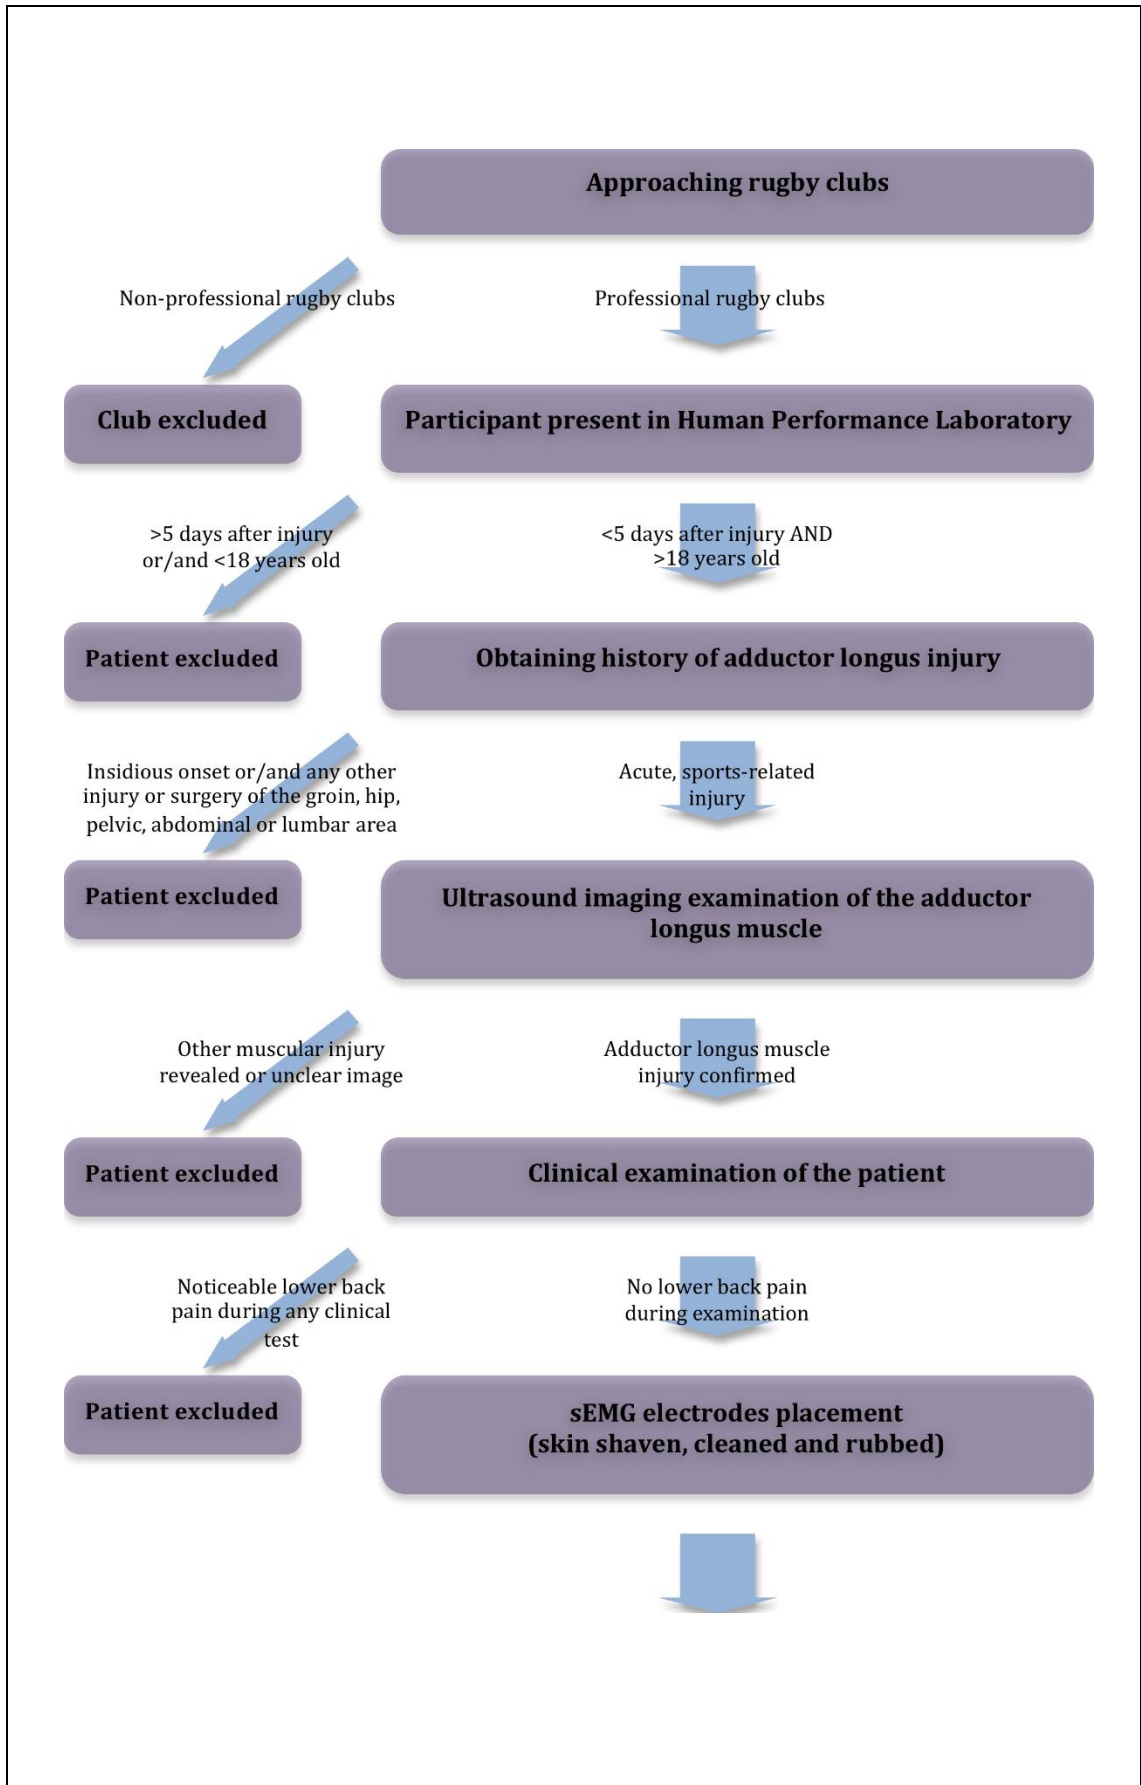 Approaching rugby clubs
Non-professional rugby clubs
Professional rugby clubs
Club excluded
Participant present in Human Performance Laboratory
>5 days after injury
or/and <18 years old
<5 days after injury AND
>18 years old
Patient excluded
Obtaining history of adductor longus injury
Insidious onset or/and any other
injury or surgery of the groin, hip,
pelvic, abdominal or lumbar area
Acute, sports-related
injury
Patient excluded
Ultrasound imaging examination of the adductor
longus muscle
Other muscular injury
revealed or unclear image
Adductor longus muscle
injury confirmed
Patient excluded
Clinical examination of the patient
Noticeable lower back
pain during any clinical
test
No lower back pain
during examination
Patient excluded
sEMG electrodes placement
(skin shaven, cleaned and rubbed)